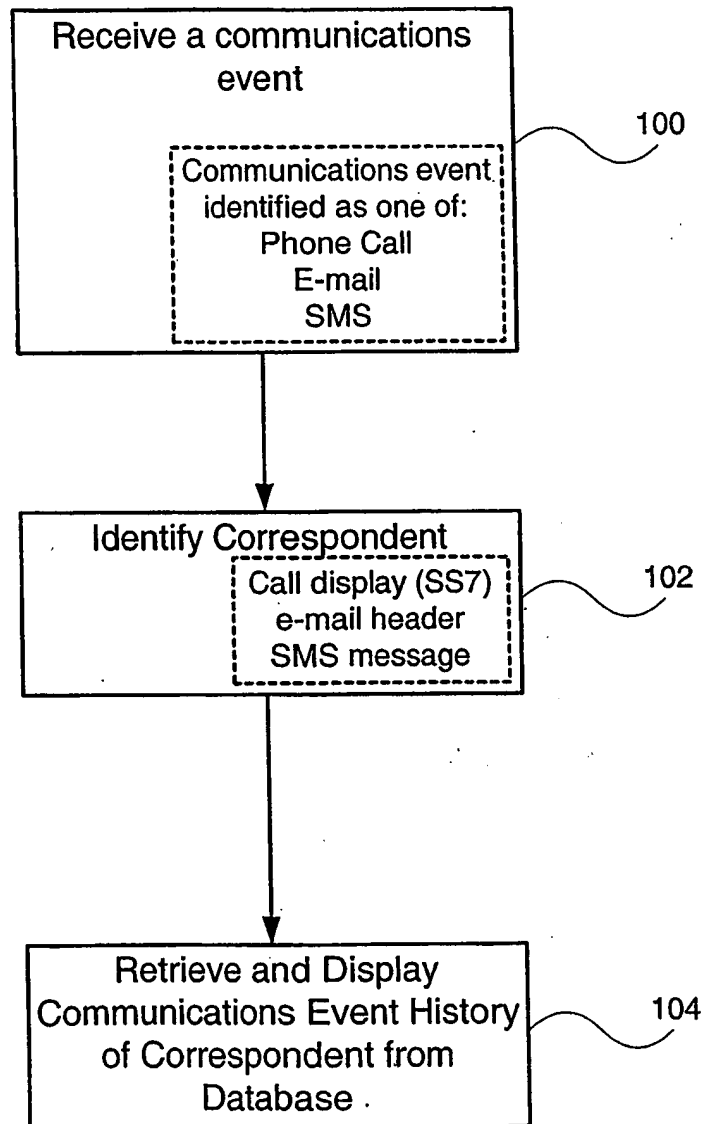 Receive a communications
event
100
Communications event
identified as one of:
Phone Call
E-mail
SMS
Identify Correspondent
Call display (SS7)
e-mail header
SMS message
102
Retrieve and Display
Communications Event History
of Correspondent from
Database
104